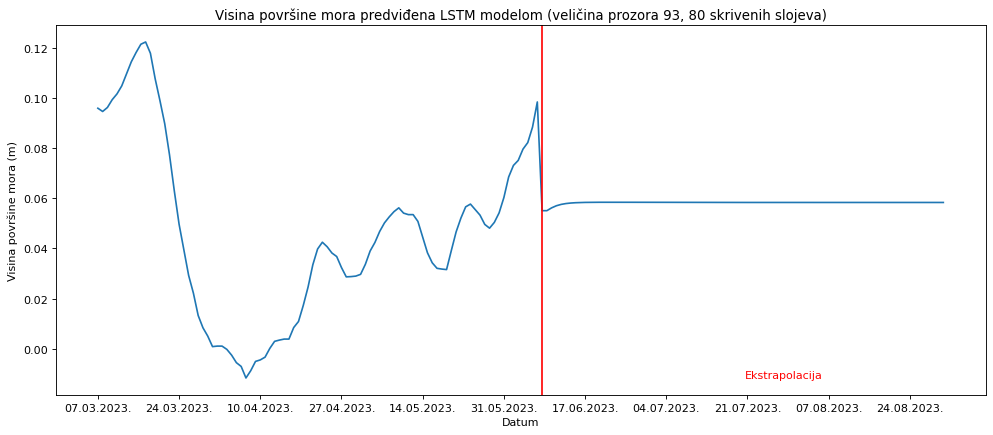 Visina površine mora predviđena LSTM modelom (veličina prozora 93, 80 skrivenih slojeva)
Visina površine mora (m)
0.12
0.10
0.08
0.06
0.04
0.02
0.00
Ekstrapolacija
07.03.2023. 24.03.2023. 10.04.2023. 27.04.2023. 14.05.2023. 31.05.2023. 17.06.2023. 04.07.2023. 21.07.2023. 07.08.2023. 24.08.2023.
Datum